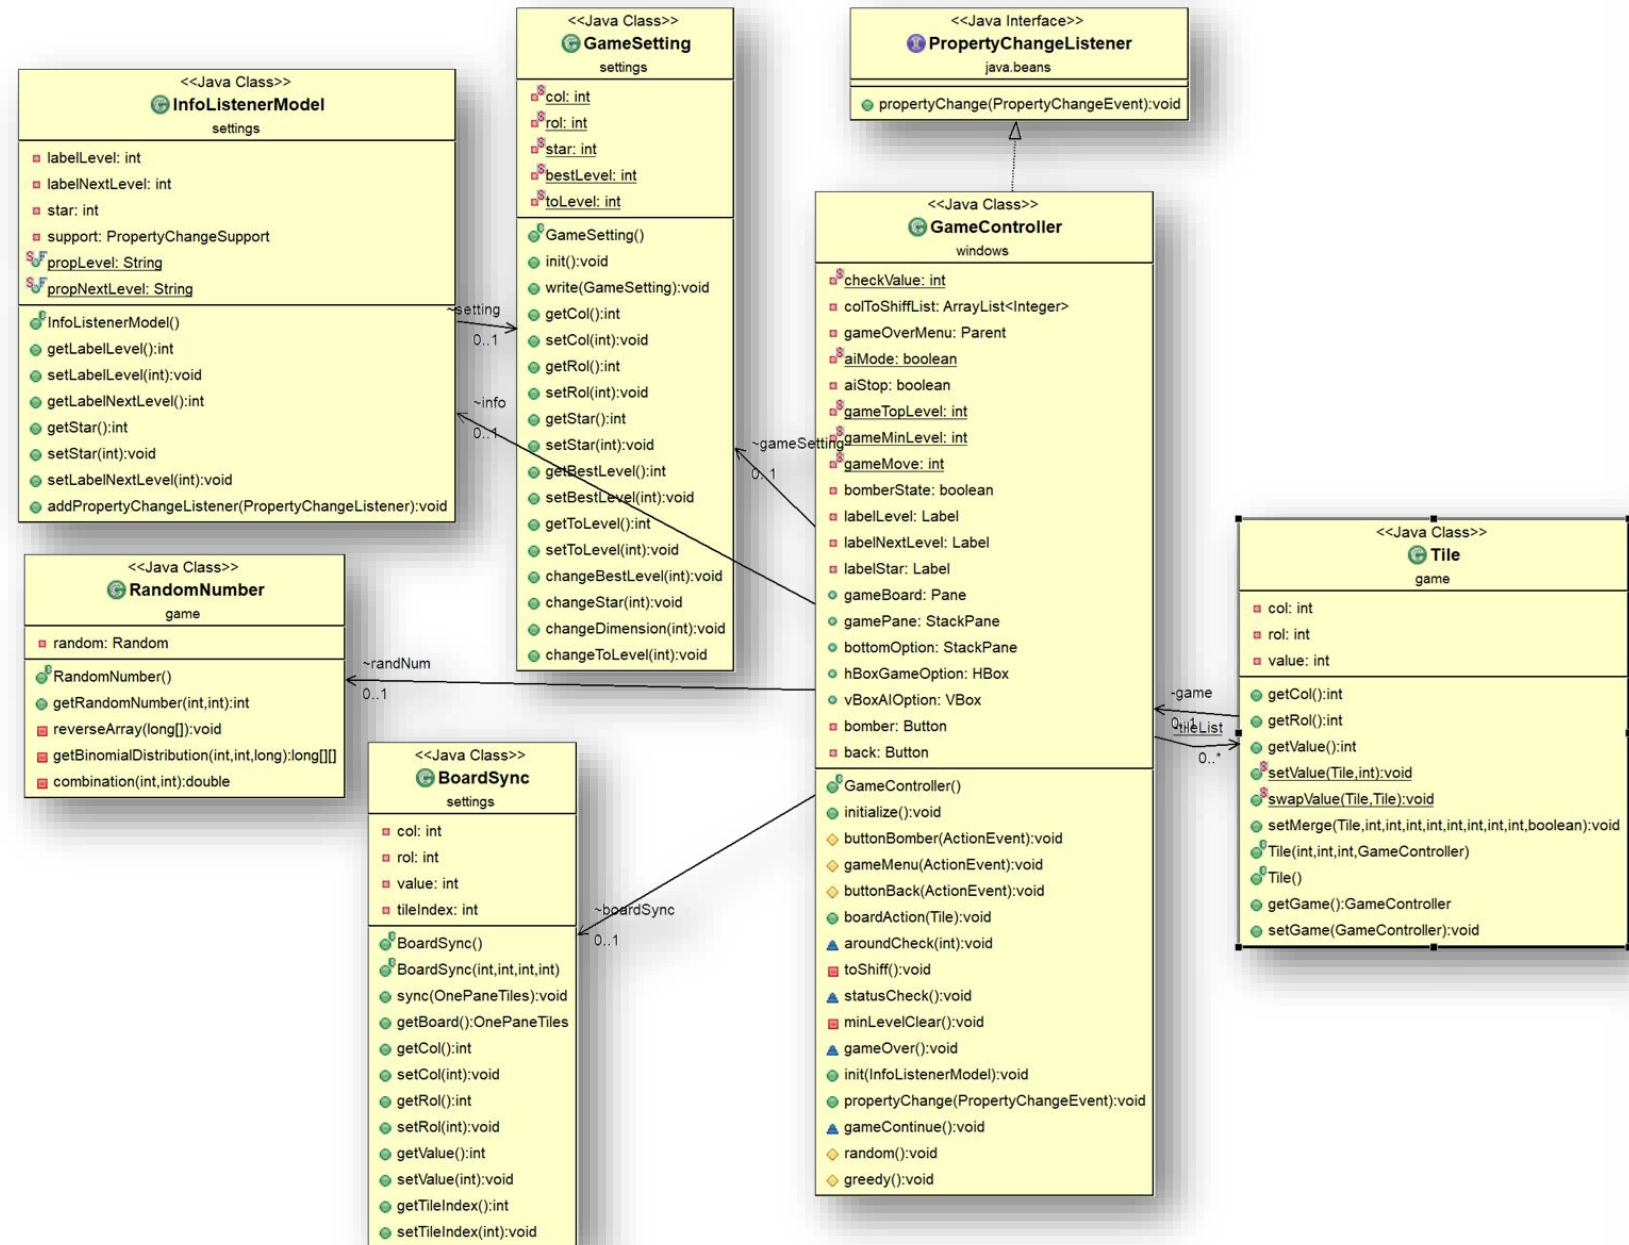 <<Java Class>>
InfoListenerModel
settings
labelLevel: int
labelNextLevel: int
star: int
support: PropertyChangeSupport
propLevel: String
propNextLevel: String
InfoListenerModel()
getLabelLevel():int
setLabelLevel(int):void
getLabelNextLevel():int
getStar():int
setStar(int):void
setLabelNextLevel(int):void
addPropertyChangeListener(PropertyChangeListener):void
~setting
0..1
~info
0..1
<<Java Class>>
GameSetting
settings
col: int
rol: int
star: int
bestLevel: int
toLevel: int
GameSetting()
init():void
write(GameSetting):void
getCol():int
setCol(int):void
getRol():int
setRol(int):void
getStar():int
setStar(int):void
getBestLevel():int
setBestLevel(int):void
getToLevel():int
setToLevel(int):void
changeBestLevel(int):void
changeStar(int):void
changeDimension(int):void
changeToLevel(int):void
~gameSetting
0..1
<<Java Interface>>
PropertyChangeListener
java.beans
propertyChange(PropertyChangeEvent):void
<<Java Class>>
GameController
windows
checkValue: int
colToShiffList: ArrayList<Integer>
gameOverMenu: Parent
aiMode: boolean
aiStop: boolean
gameTopLevel: int
gameMinLevel: int
gameMove: int
bomberState: boolean
labelLevel: Label
labelNextLevel: Label
labelStar: Label
gameBoard: Pane
gamePane: StackPane
bottomOption: StackPane
hBoxGameOption: HBox
vBoxAIOption: VBox
bomber: Button
back: Button
GameController()
initialize():void
buttonBomber(ActionEvent):void
gameMenu(ActionEvent):void
buttonBack(ActionEvent):void
boardAction(Tile):void
aroundCheck(int):void
toShiff():void
statusCheck():void
minLevelClear():void
gameOver():void
init(InfoListenerModel):void
propertyChange(PropertyChangeEvent):void
gameContinue():void
random():void
greedy():void
<<Java Class>>
RandomNumber
game
random: Random
RandomNumber()
getRandomNumber(int,int):int
reverseArray(long[]):void
getBinomialDistribution(int,int,long):long[][]
combination(int,int):double
~randNum
0..1
<<Java Class>>
BoardSync
settings
col: int
rol: int
value: int
tileIndex: int
BoardSync()
BoardSync(int,int,int,int)
sync(OnePaneTiles):void
getBoard():OnePaneTiles
getCol():int
setCol(int):void
getRol():int
setRol(int):void
getValue():int
setValue(int):void
getTileIndex():int
setTileIndex(int):void
~boardSync
0..1
-game
0..1
~tileList
0..*
<<Java Class>>
Tile
game
col: int
rol: int
value: int
getCol():int
getRol():int
getValue():int
setValue(Tile,int):void
swapValue(Tile,Tile):void
setMerge(Tile,int,int,int,int,int,int,int,int,boolean):void
Tile(int,int,int,GameController)
Tile()
getGame():GameController
setGame(GameController):void